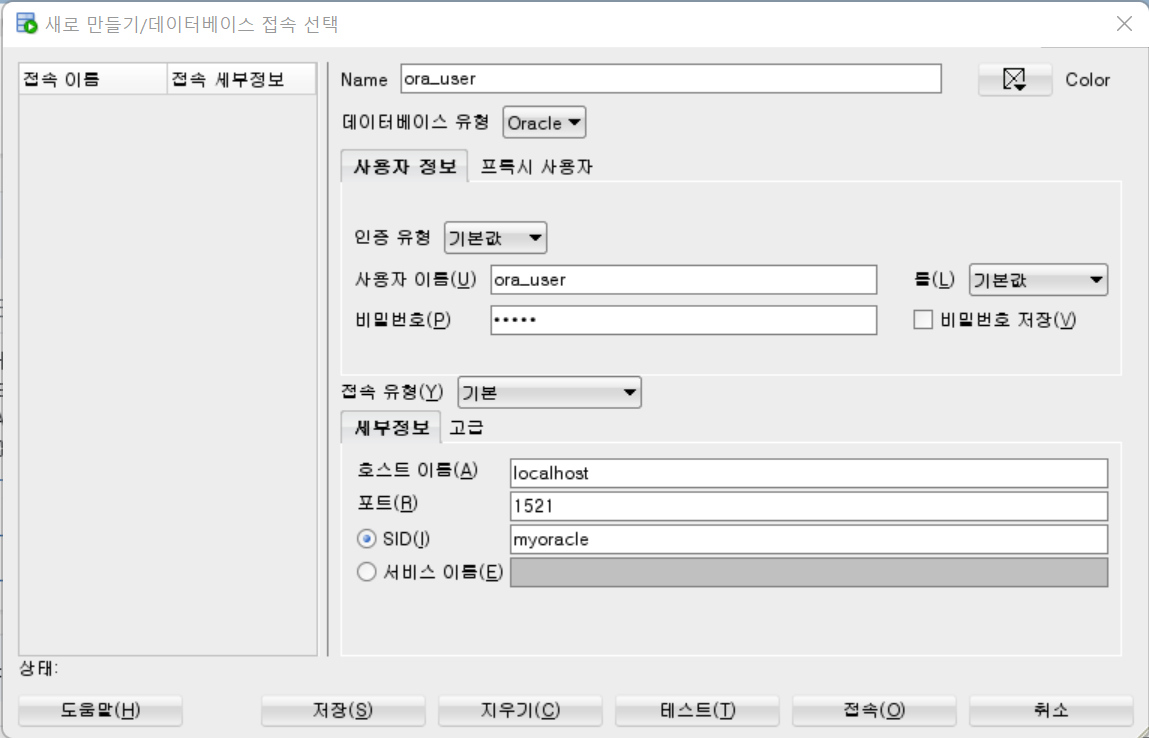 새로 만들기/데이터베이스 접속 선택
접속 이름 접속 세부정보
Name ora_user Color
데이터베이스 유형 Oracle
사용자 정보 프록시 사용자
인증 유형 기본값
사용자 이름(U) ora_user 롤(L) 기본값
비밀번호(P) ••••• 비밀번호 저장(V)
접속 유형(Y) 기본
세부정보 고급
호스트 이름(A) localhost
포트(R) 1521
SID(I) myoracle
서비스 이름(E)
상태:
도움말(H) 저장(S) 지우기(C) 테스트(T) 접속(O) 취소